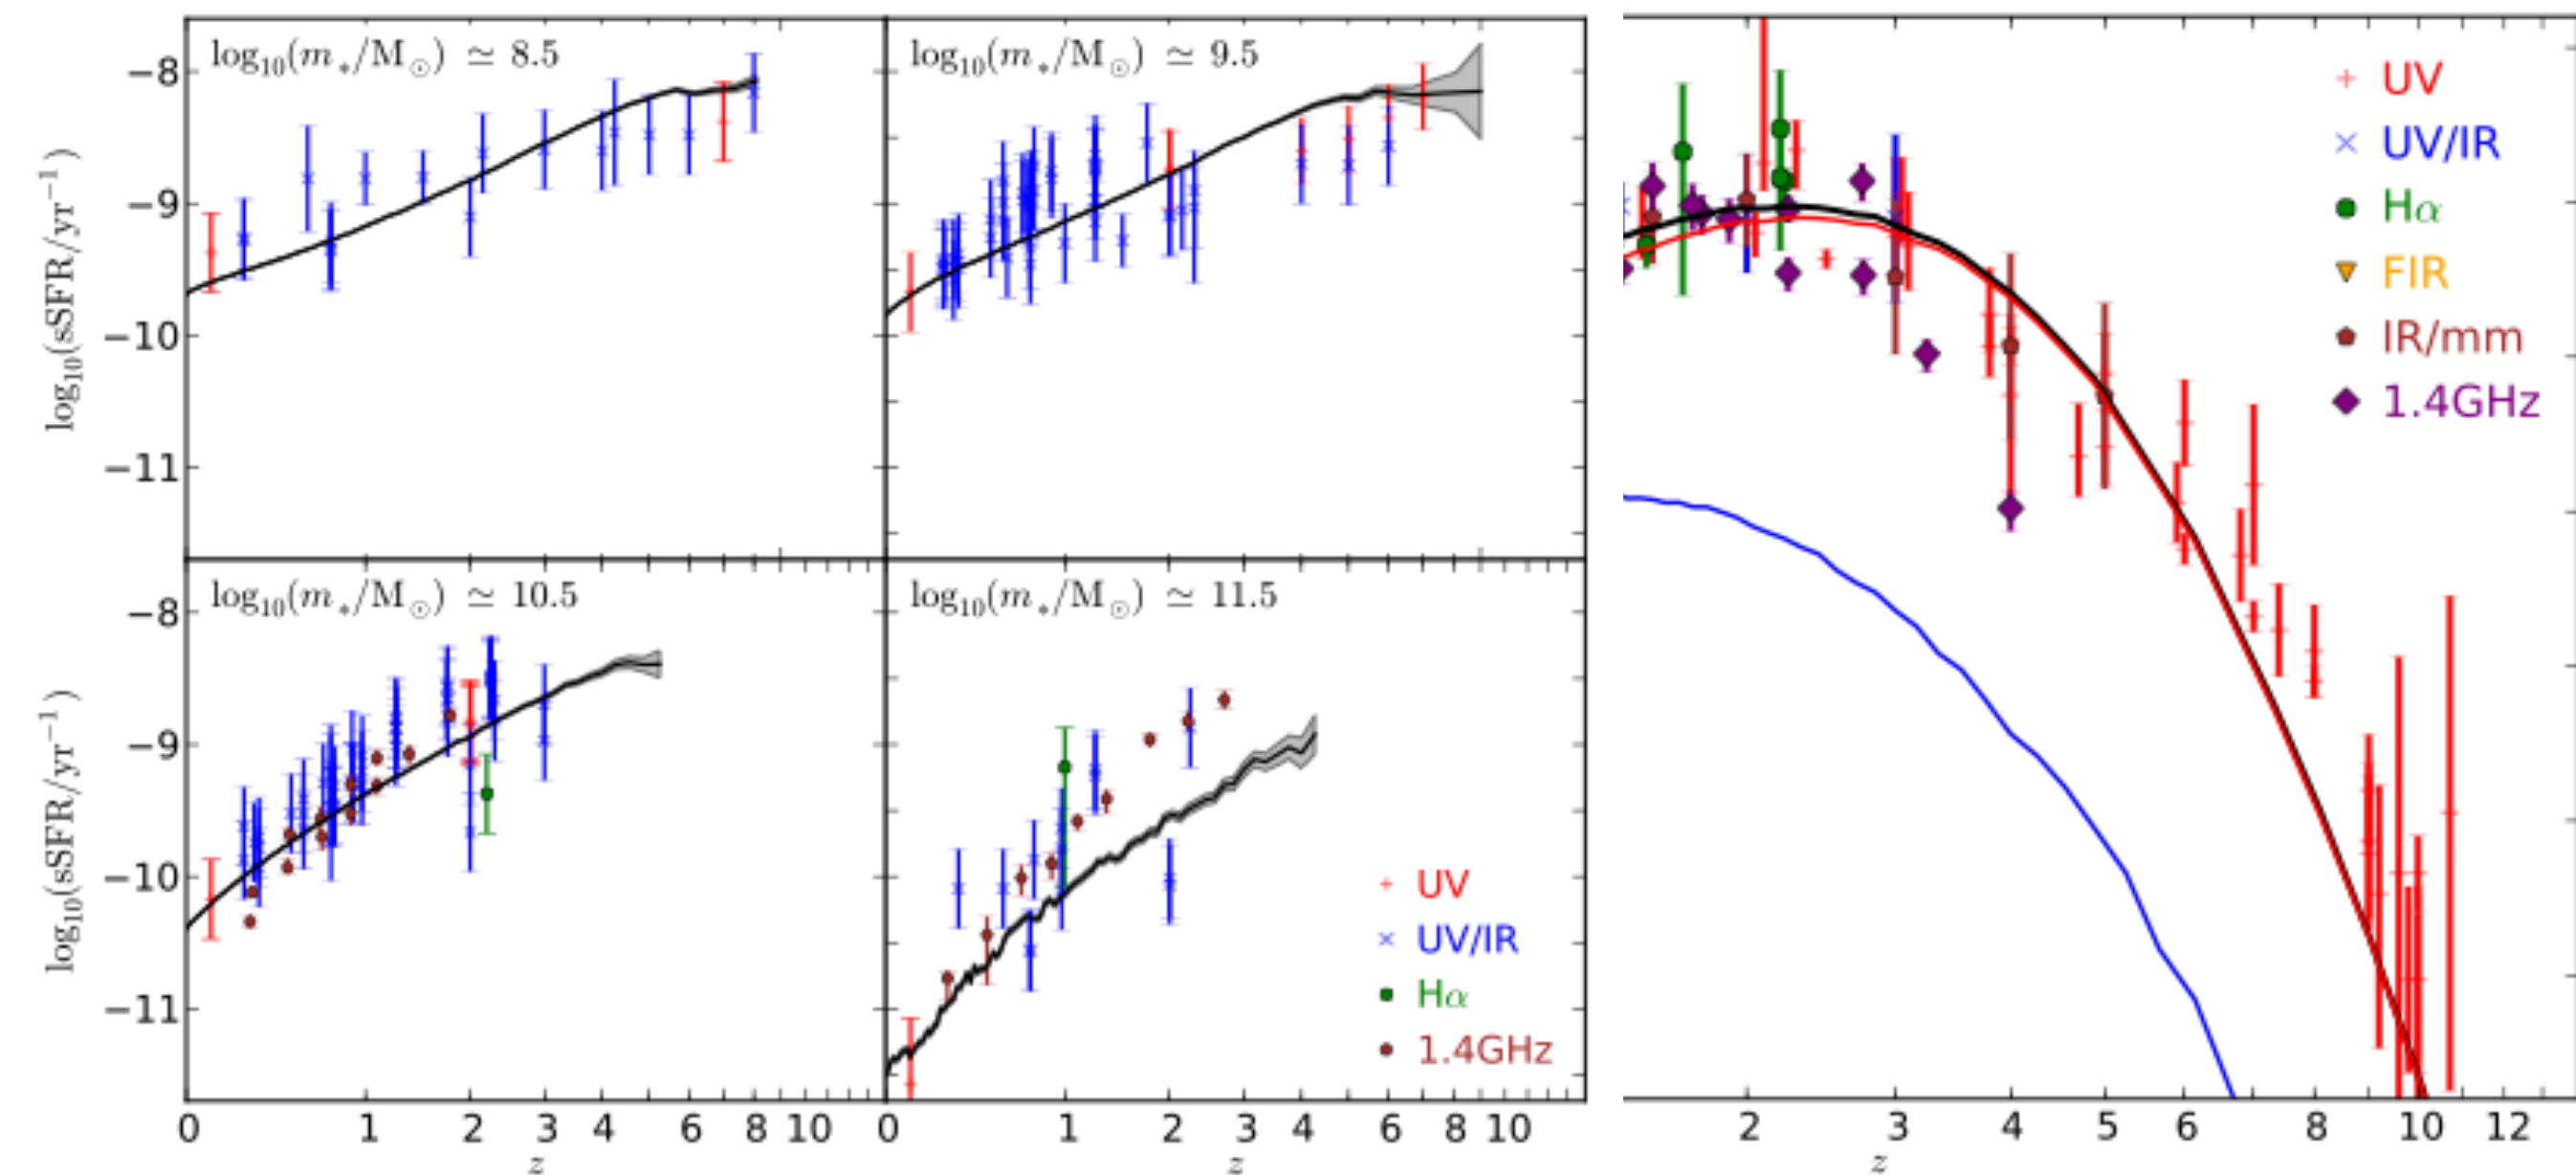 log₁₀(m*/M☉) ≃ 8.5
log₁₀(m*/M☉) ≃ 9.5
log₁₀(sSFR/yr⁻¹)
−8
−9
−10
−11
log₁₀(m*/M☉) ≃ 10.5
log₁₀(m*/M☉) ≃ 11.5
log₁₀(sSFR/yr⁻¹)
−8
−9
−10
−11
UV
UV/IR
Hα
1.4GHz
0 1 2 3 4 6 8 10
z
0 1 2 3 4 6 8 10
z
UV
UV/IR
Hα
FIR
IR/mm
1.4GHz
2 3 4 5 6 8 10 12
z